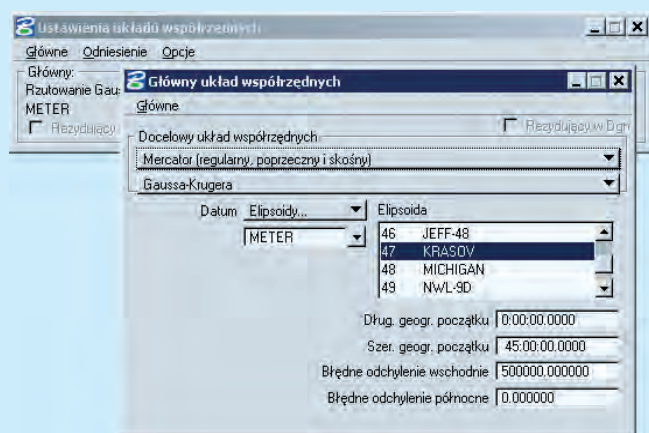 Ustawienia układu współrzędnych
Główne Odniesienie Opcje
Główny:
Rzutowanie Gau
METER
Rezydujący
Główny układ współrzędnych
Główne
Rezydujący w Dgn
Docelowy układ współrzędnych
Mercator (regularny, poprzeczny i skośny)
Gaussa-Krugera
Datum Elipsoidy... Elipsoida
METER
46 JEFF-48
47 KRASOV
48 MICHIGAN
49 NWL-9D
Dług. geogr. początku 0:00:00.0000
Szer. geogr. początku 45:00:00.0000
Błędne odchylenie wschodnie 500000.000000
Błędne odchylenie północne 0.000000